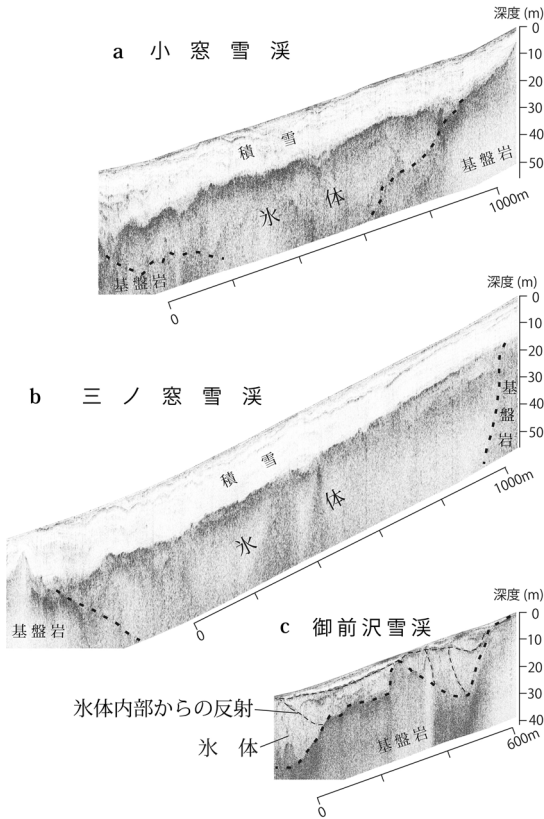 深度 (m)
a 小窓雪渓
0
10
20
30
40
50
積雪
氷体
基盤岩
基盤岩
0
1000m
深度 (m)
b 三ノ窓雪渓
0
10
20
30
40
50
積雪
氷体
基盤岩
基盤岩
0
1000m
深度 (m)
c 御前沢雪渓
0
10
20
30
40
氷体内部からの反射
氷体
基盤岩
0
600m